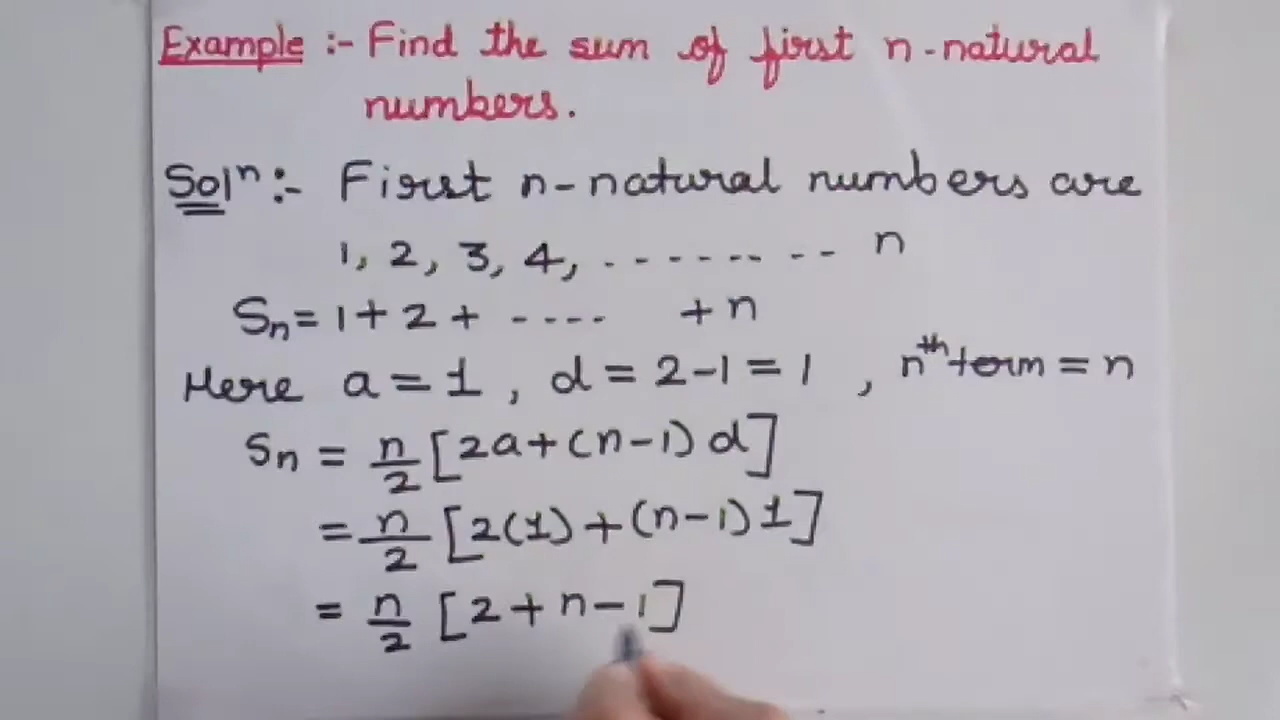 Example :- Find the sum of first n-natural
numbers.
Solⁿ :- First n-natural numbers are
1, 2, 3, 4, -------- n
Sₙ = 1 + 2 + ---- + n
Here a = 1, d = 2-1 = 1, nᵗʰ term = n
Sₙ = n/2 [2a + (n-1) d]
= n/2 [2(1) + (n-1) 1]
= n/2 [2 + n-1]